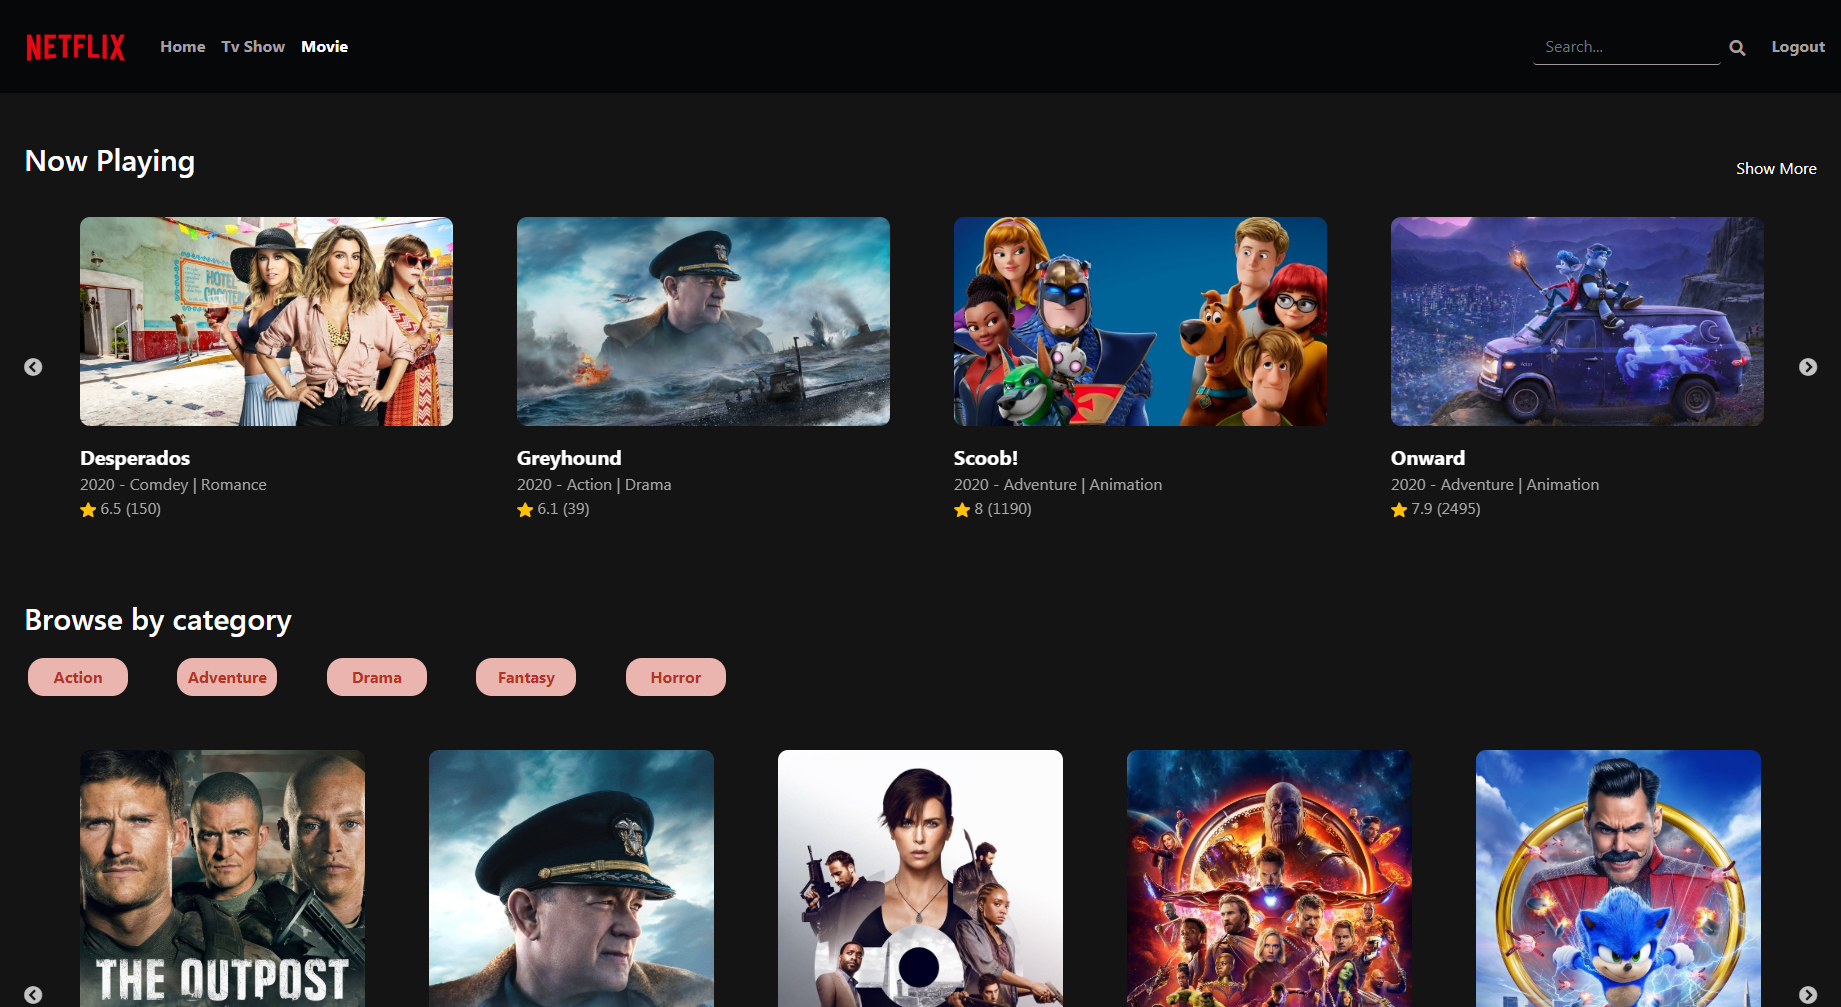 NETFLIX Home Tv Show Movie Search... Logout
Now Playing
Show More
HOTEL
Desperados
2020 - Comdey | Romance
6.5 (150)
Greyhound
2020 - Action | Drama
6.1 (39)
Scoob!
2020 - Adventure | Animation
8 (1190)
Onward
2020 - Adventure | Animation
7.9 (2495)
Browse by category
Action Adventure Drama Fantasy Horror
THE OUTPOST